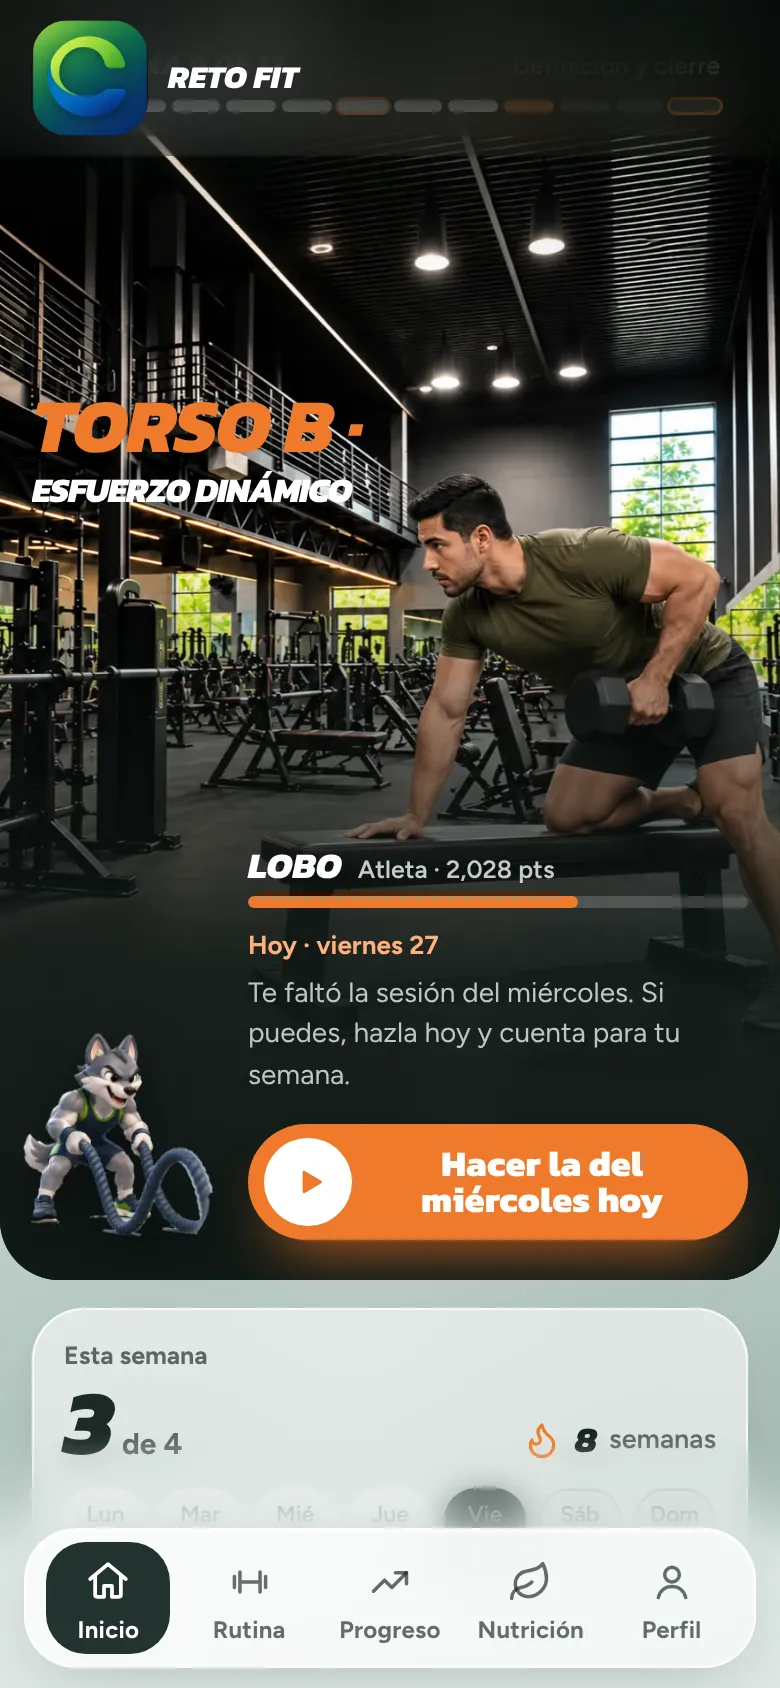 RETO FIT
Definición y cierre
TORSO B ·
ESFUERZO DINÁMICO
LOBO Atleta · 2,028 pts
Hoy · viernes 27
Te faltó la sesión del miércoles. Si
puedes, hazla hoy y cuenta para tu
semana.
Hacer la del
miércoles hoy
Esta semana
3 de 4
8 semanas
Lun Mar Mié Jue Vie Sáb Dom
Inicio Rutina Progreso Nutrición Perfil